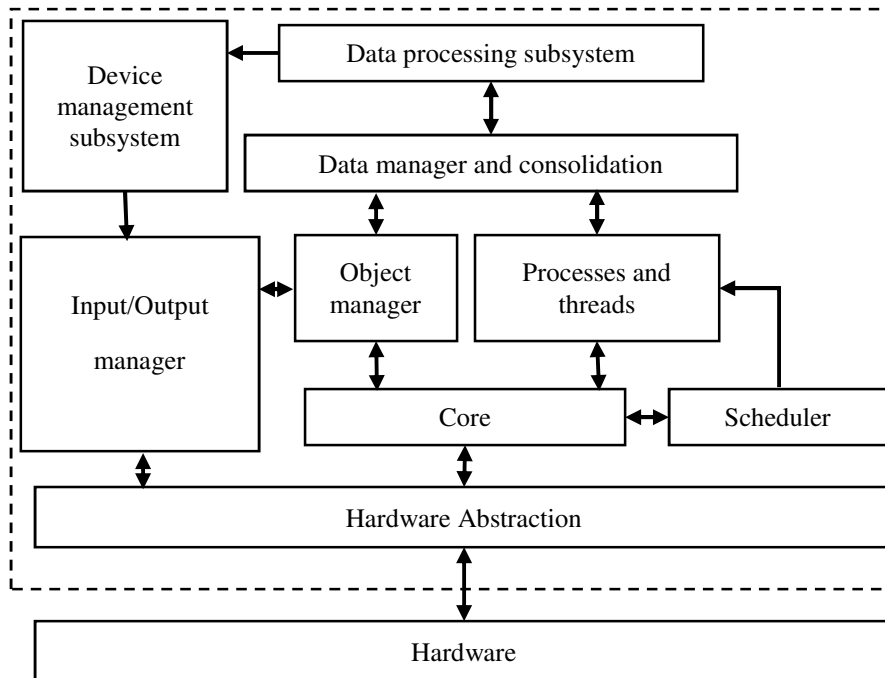 Data processing subsystem
Device
management
subsystem
Data manager and consolidation
Input/Output
manager
Object
manager
Processes and
threads
Core
Scheduler
Hardware Abstraction
Hardware